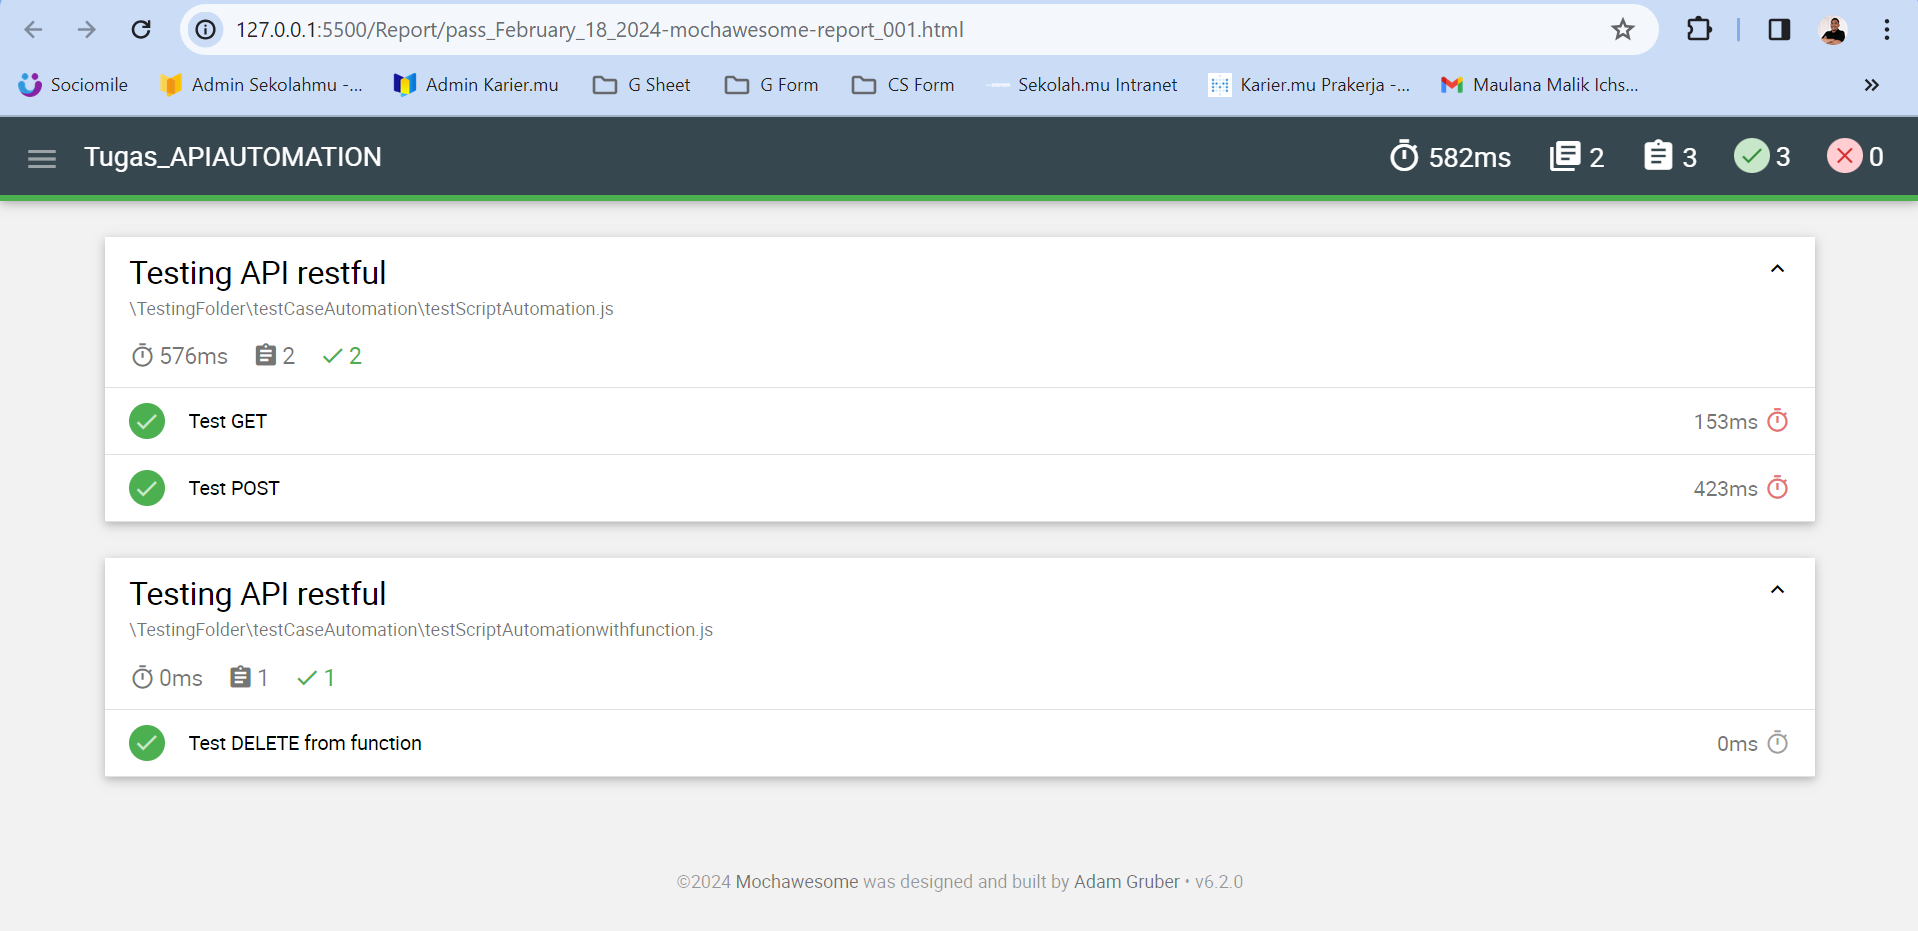 127.0.0.1:5500/Report/pass_February_18_2024-mochawesome-report_001.html
Sociomile Admin Sekolahmu -... Admin Karier.mu G Sheet G Form CS Form Sekolah.mu Intranet Karier.mu Prakerja -... Maulana Malik Ichs...
Tugas_APIAUTOMATION 582ms 2 3 3 0
Testing API restful
\TestingFolder\testCaseAutomation\testScriptAutomation.js
576ms 2 2
Test GET 153ms
Test POST 423ms
Testing API restful
\TestingFolder\testCaseAutomation\testScriptAutomationwithfunction.js
0ms 1 1
Test DELETE from function 0ms
©2024 Mochawesome was designed and built by Adam Gruber • v6.2.0